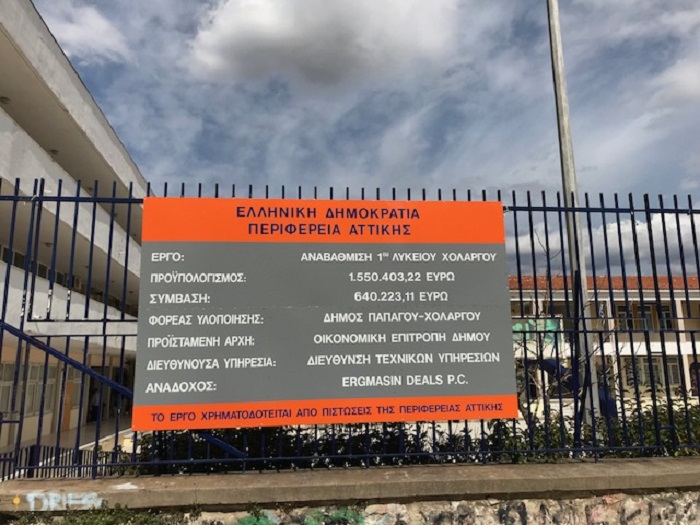 ΕΛΛΗΝΙΚΗ ΔΗΜΟΚΡΑΤΙΑ
ΠΕΡΙΦΕΡΕΙΑ ΑΤΤΙΚΗΣ
ΕΡΓΟ: ΑΝΑΒΑΘΜΙΣΗ 1ου ΛΥΚΕΙΟΥ ΧΟΛΑΡΓΟΥ
ΠΡΟΫΠΟΛΟΓΙΣΜΟΣ: 1.550.403,22 ΕΥΡΩ
ΣΥΜΒΑΣΗ: 640.223,11 ΕΥΡΩ
ΦΟΡΕΑΣ ΥΛΟΠΟΙΗΣΗΣ: ΔΗΜΟΣ ΠΑΠΑΓΟΥ-ΧΟΛΑΡΓΟΥ
ΠΡΟΪΣΤΑΜΕΝΗ ΑΡΧΗ: ΟΙΚΟΝΟΜΙΚΗ ΕΠΙΤΡΟΠΗ ΔΗΜΟΥ
ΔΙΕΥΘΥΝΟΥΣΑ ΥΠΗΡΕΣΙΑ: ΔΙΕΥΘΥΝΣΗ ΤΕΧΝΙΚΩΝ ΥΠΗΡΕΣΙΩΝ
ΑΝΑΔΟΧΟΣ: ERGMASIN DEALS P.C.
ΤΟ ΕΡΓΟ ΧΡΗΜΑΤΟΔΟΤΕΙΤΑΙ ΑΠΟ ΠΙΣΤΩΣΕΙΣ ΤΗΣ ΠΕΡΙΦΕΡΕΙΑΣ ΑΤΤΙΚΗΣ